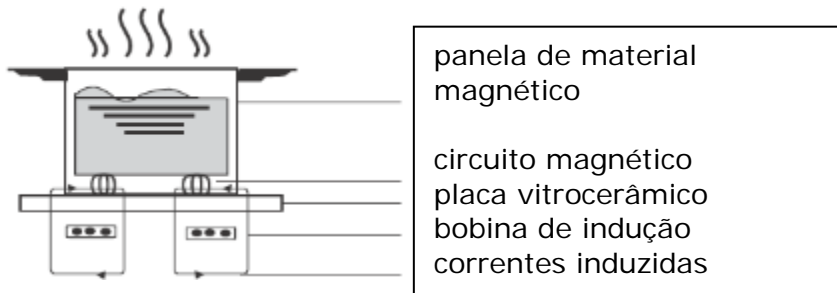 panela de material
magnético
circuito magnético
placa vitrocerâmico
bobina de indução
correntes induzidas